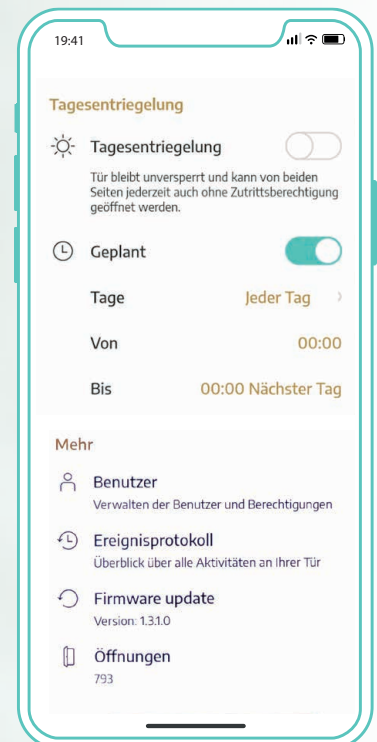 19:41
Tagesentriegelung
Tagesentriegelung
Tür bleibt unversperrt und kann von beiden
Seiten jederzeit auch ohne Zutrittsberechtigung
geöffnet werden.
Geplant
Tage Jeder Tag
Von 00:00
Bis 00:00 Nächster Tag
Mehr
Benutzer
Verwalten der Benutzer und Berechtigungen
Ereignisprotokoll
Überblick über alle Aktivitäten an Ihrer Tür
Firmware update
Version: 1.3.1.0
Öffnungen
793